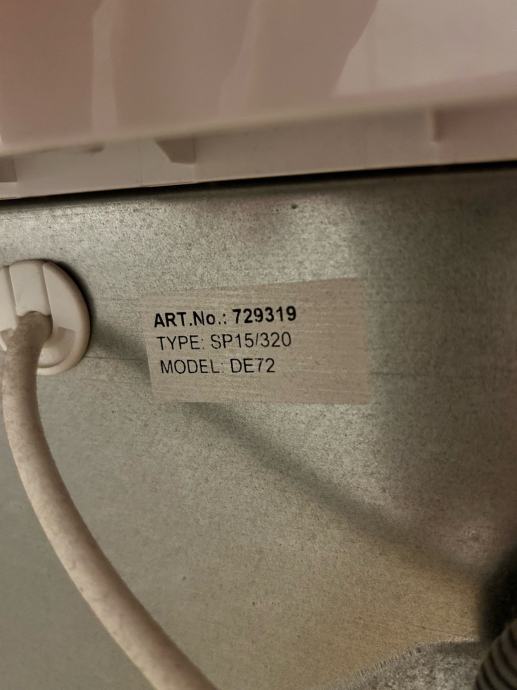 ART.No.: 729319
TYPE: SP15/320
MODEL: DE72